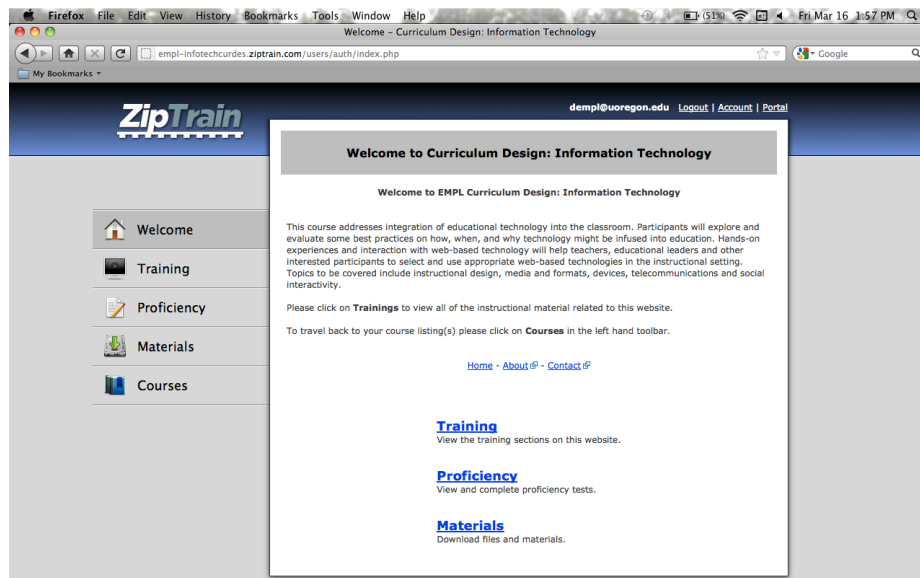 Firefox File Edit View History Bookmarks Tools Window Help (51%) Fri Mar 16 1:57 PM
Welcome – Curriculum Design: Information Technology
empl-infotechcurdes.ziptrain.com/users/auth/index.php Google
My Bookmarks
ZipTrain
dempl@uoregon.edu Logout | Account | Portal
Welcome to Curriculum Design: Information Technology
Welcome to EMPL Curriculum Design: Information Technology
Welcome
Training
Proficiency
Materials
Courses
This course addresses integration of educational technology into the classroom. Participants will explore and
evaluate some best practices on how, when, and why technology might be infused into education. Hands-on
experiences and interaction with web-based technology will help teachers, educational leaders and other
interested participants to select and use appropriate web-based technologies in the instructional setting.
Topics to be covered include instructional design, media and formats, devices, telecommunications and social
interactivity.
Please click on Trainings to view all of the instructional material related to this website.
To travel back to your course listing(s) please click on Courses in the left hand toolbar.
Home - About - Contact
Training
View the training sections on this website.
Proficiency
View and complete proficiency tests.
Materials
Download files and materials.